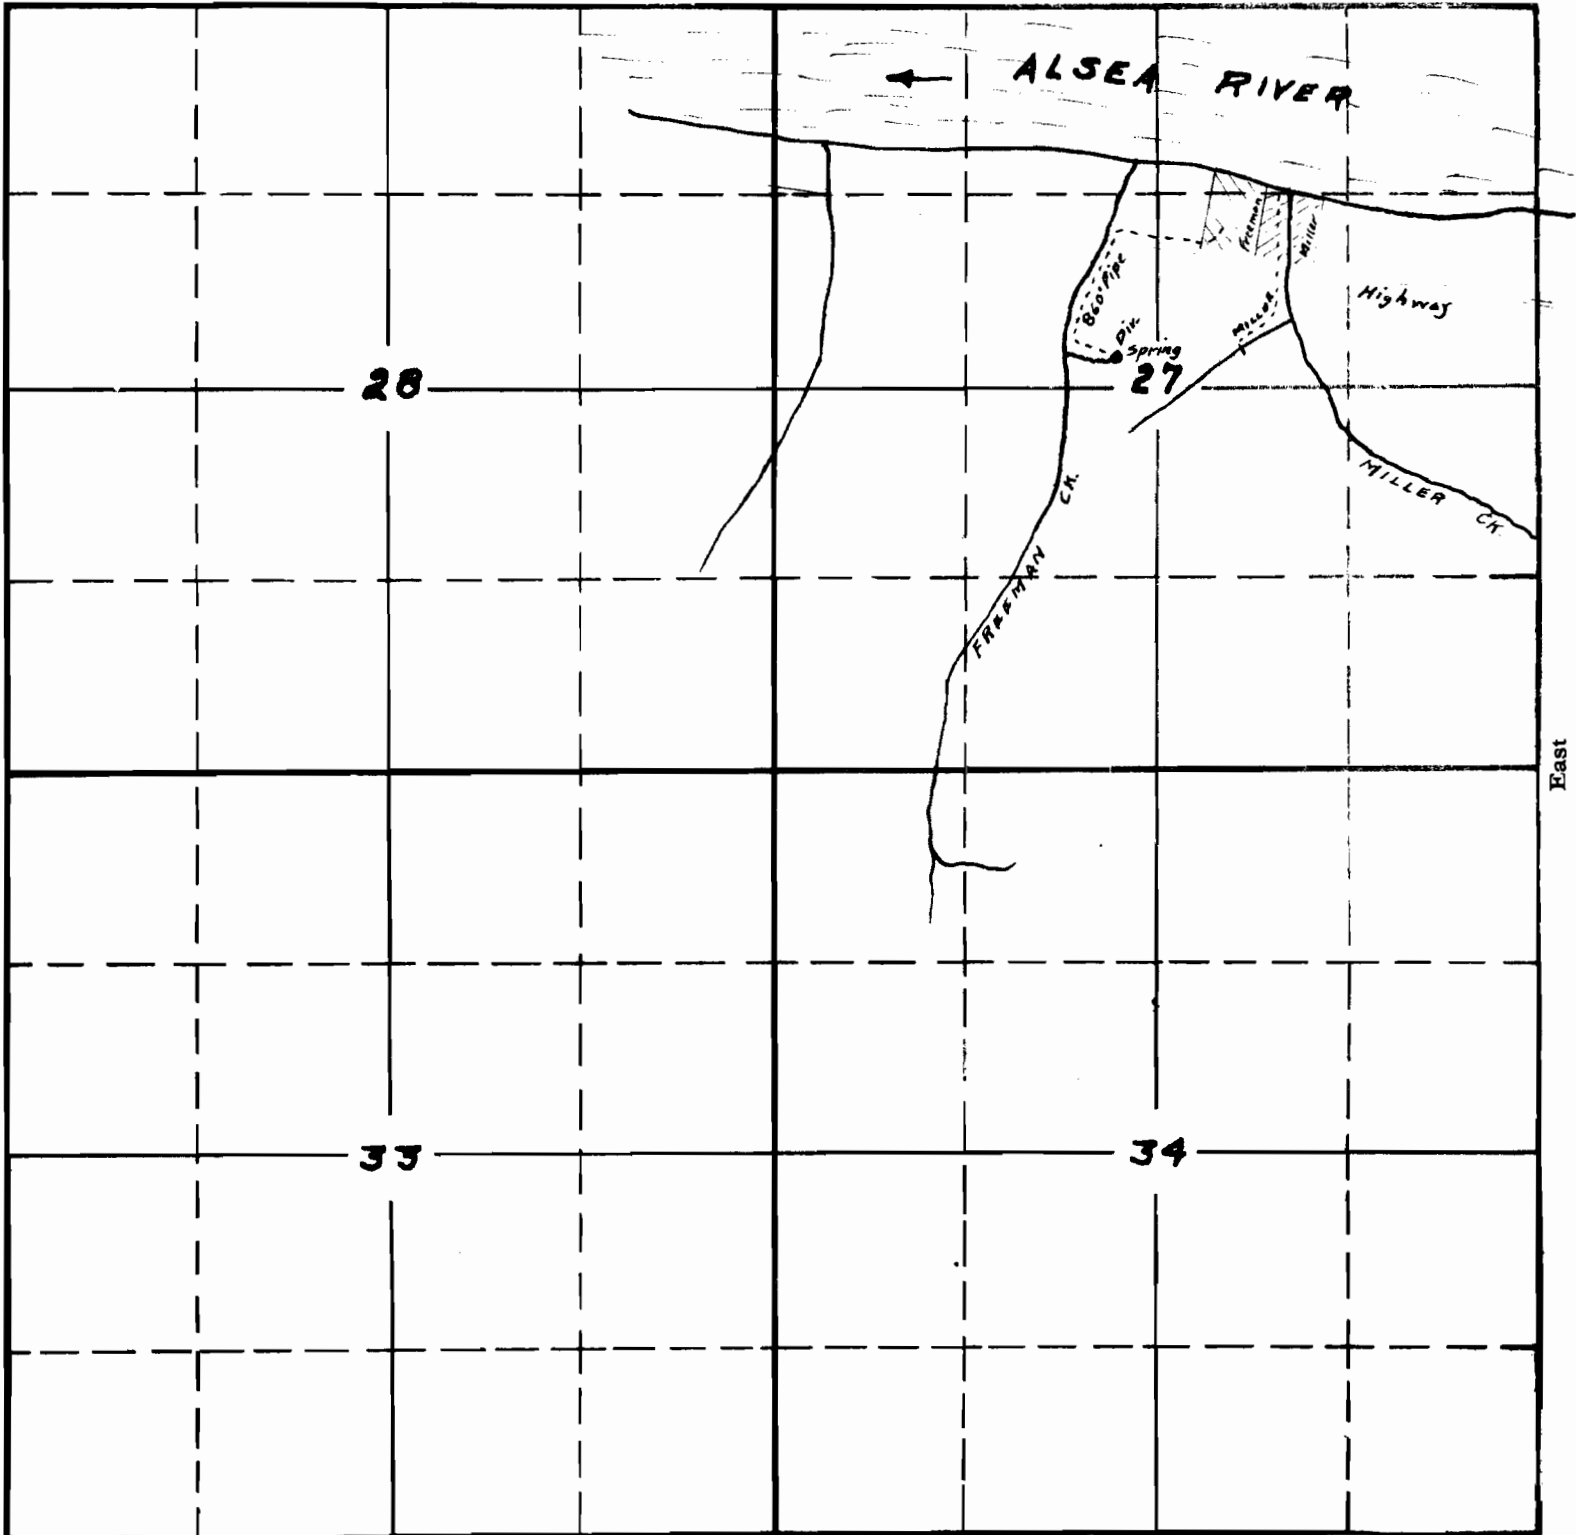 ALSEA RIVER
Freeman
Miller
860' Pipe
Highway
Div.
Spring
MILLER
28
27
MILLER CK.
FREEMAN CK.
East
33
34